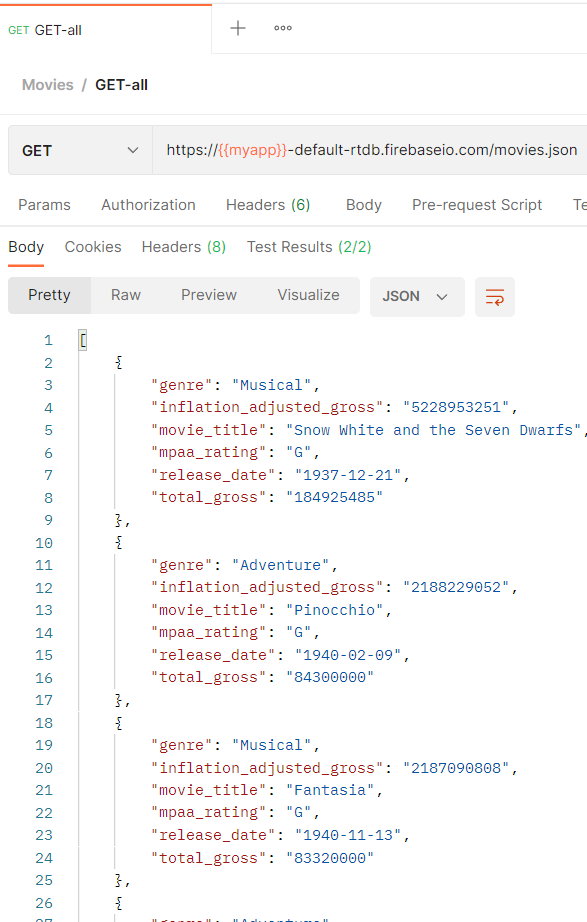 GET GET-all
Movies / GET-all
GET https://{{myapp}}-default-rtdb.firebaseio.com/movies.json
Params Authorization Headers (6) Body Pre-request Script Te
Body Cookies Headers (8) Test Results (2/2)
Pretty Raw Preview Visualize JSON
1 [
2 {
3 "genre": "Musical",
4 "inflation_adjusted_gross": "5228953251",
5 "movie_title": "Snow White and the Seven Dwarfs",
6 "mpaa_rating": "G",
7 "release_date": "1937-12-21",
8 "total_gross": "184925485"
9 },
10 {
11 "genre": "Adventure",
12 "inflation_adjusted_gross": "2188229052",
13 "movie_title": "Pinocchio",
14 "mpaa_rating": "G",
15 "release_date": "1940-02-09",
16 "total_gross": "84300000"
17 },
18 {
19 "genre": "Musical",
20 "inflation_adjusted_gross": "2187090808",
21 "movie_title": "Fantasia",
22 "mpaa_rating": "G",
23 "release_date": "1940-11-13",
24 "total_gross": "83320000"
25 },
26 {
27 "genre": "Adventure"